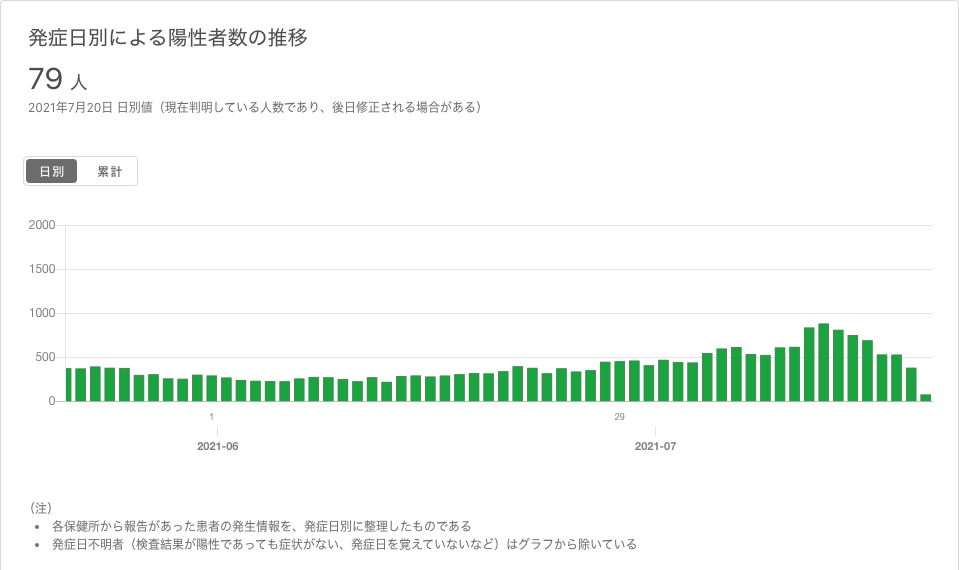 発症日別による陽性者数の推移
79 人
2021年7月20日 日別値（現在判明している人数であり、後日修正される場合がある）
日別 累計
2000
1500
1000
500
0
1 29
2021-06 2021-07
（注）
• 各保健所から報告があった患者の発生情報を、発症日別に整理したものである
• 発症日不明者（検査結果が陽性であっても症状がない、発症日を覚えていないなど）はグラフから除いている